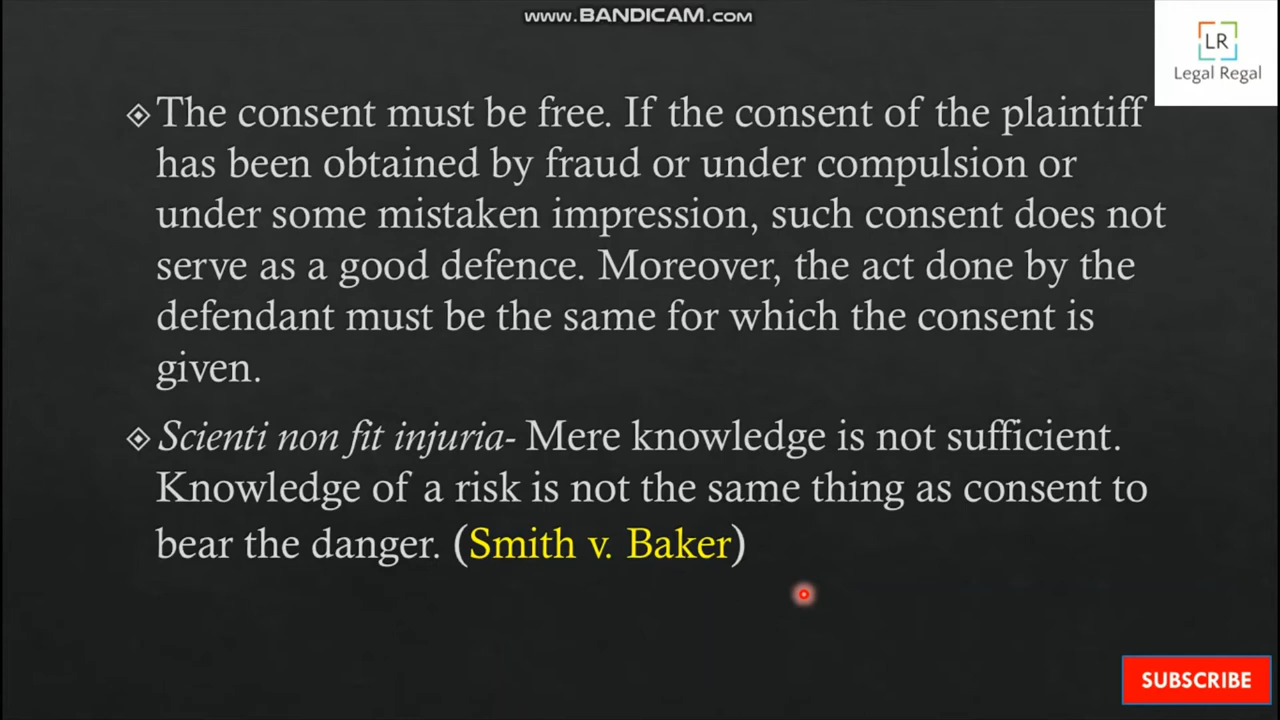 www.BANDICAM.com
LR
Legal Regal
The consent must be free. If the consent of the plaintiff
has been obtained by fraud or under compulsion or
under some mistaken impression, such consent does not
serve as a good defence. Moreover, the act done by the
defendant must be the same for which the consent is
given.
Scienti non fit injuria- Mere knowledge is not sufficient.
Knowledge of a risk is not the same thing as consent to
bear the danger. (Smith v. Baker)
SUBSCRIBE